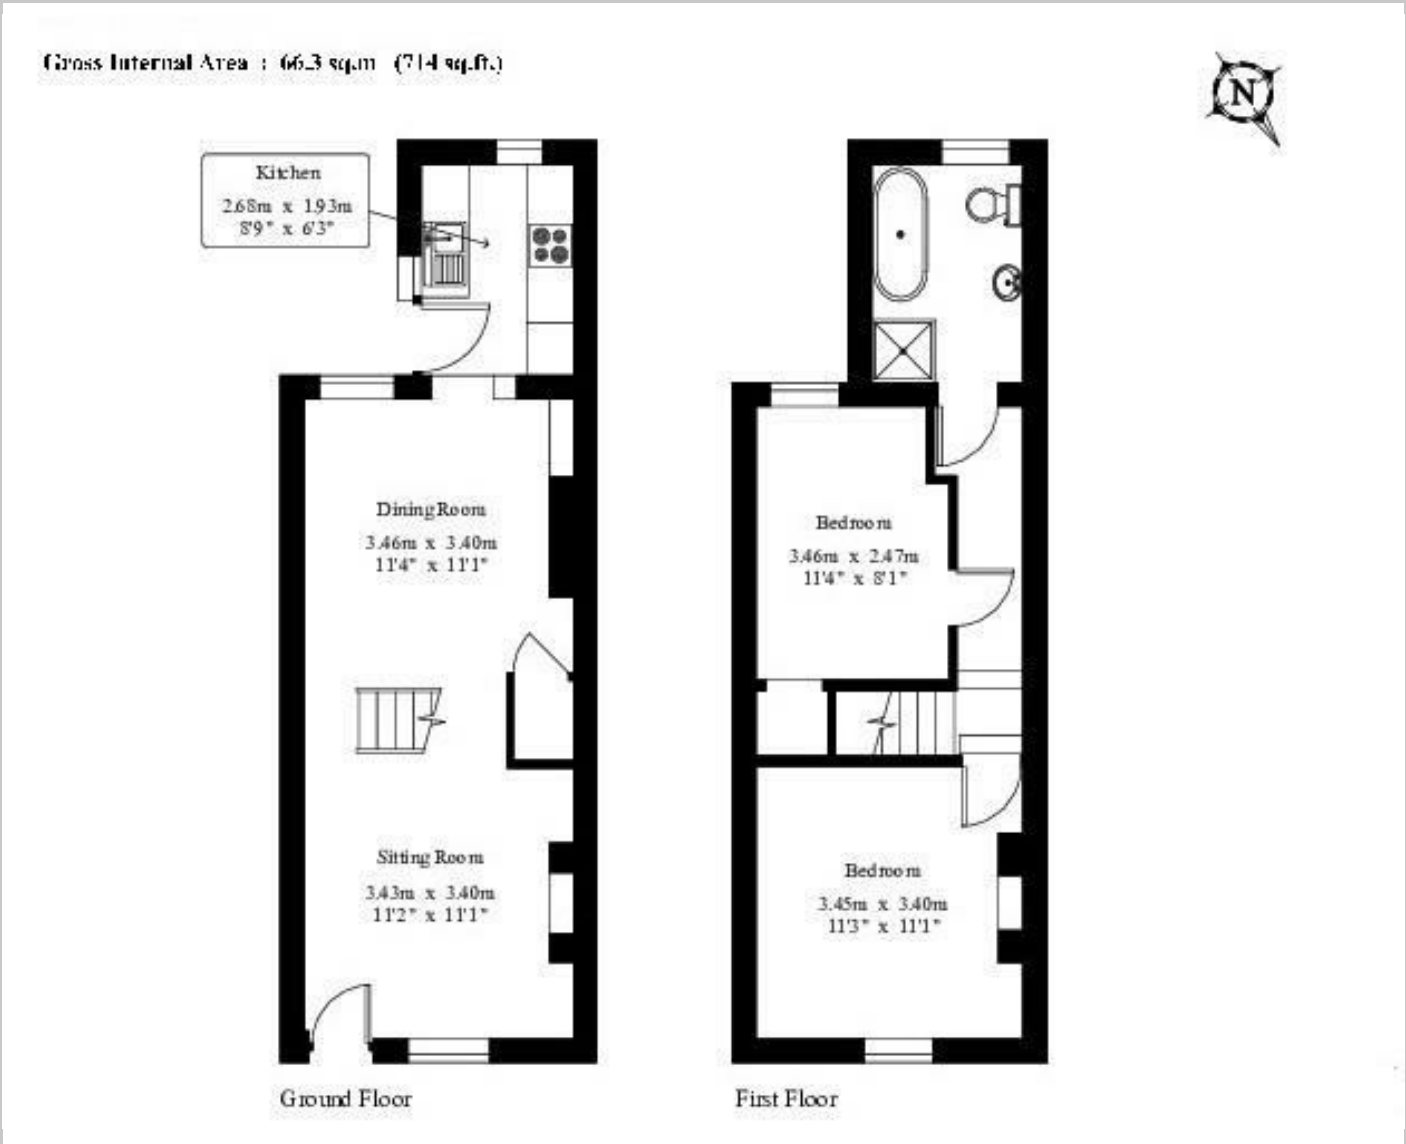 Gross Internal Area : 66.3 sq.m (714 sq.ft.)
N
Kitchen
2.68m x 1.93m
8'9" x 6'3"
Dining Room
3.46m x 3.40m
11'4" x 11'1"
Bedroom
3.46m x 2.47m
11'4" x 8'1"
Sitting Room
3.43m x 3.40m
11'2" x 11'1"
Bedroom
3.45m x 3.40m
11'3" x 11'1"
Ground Floor
First Floor